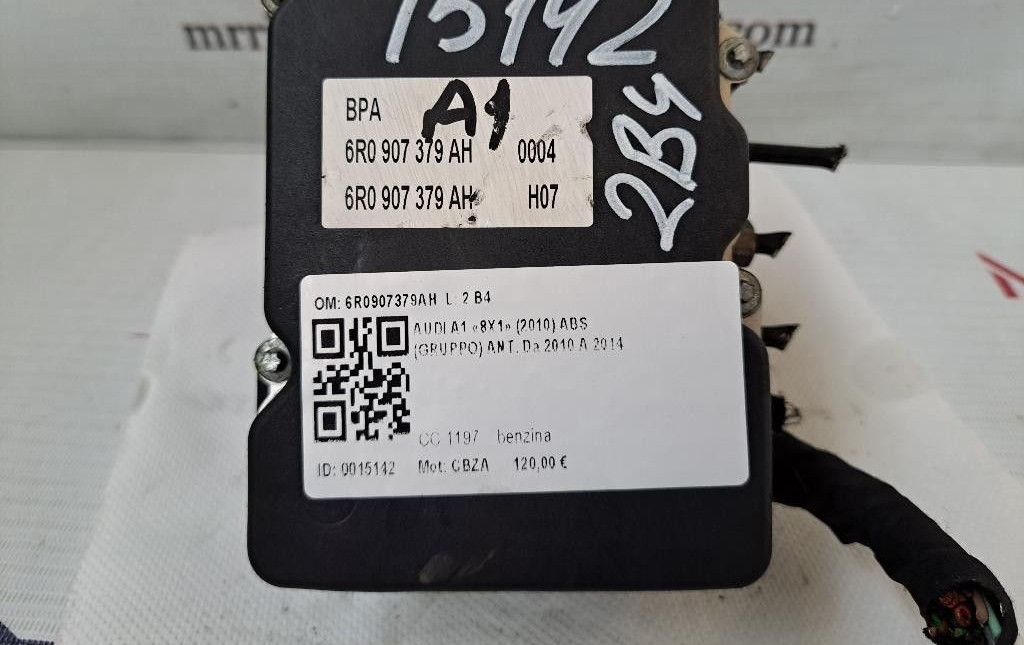 15142
2B4
BPA A1
6R0 907 379 AH 0004
6R0 907 379 AH H07
OM: 6R0907379AH L: 2 B4
AUDI A1 «8X1» (2010) ABS
(GRUPPO) ANT. Da 2010 A 2014
CC 1197 benzina
ID: 0015142 Mot: CBZA 120,00 €